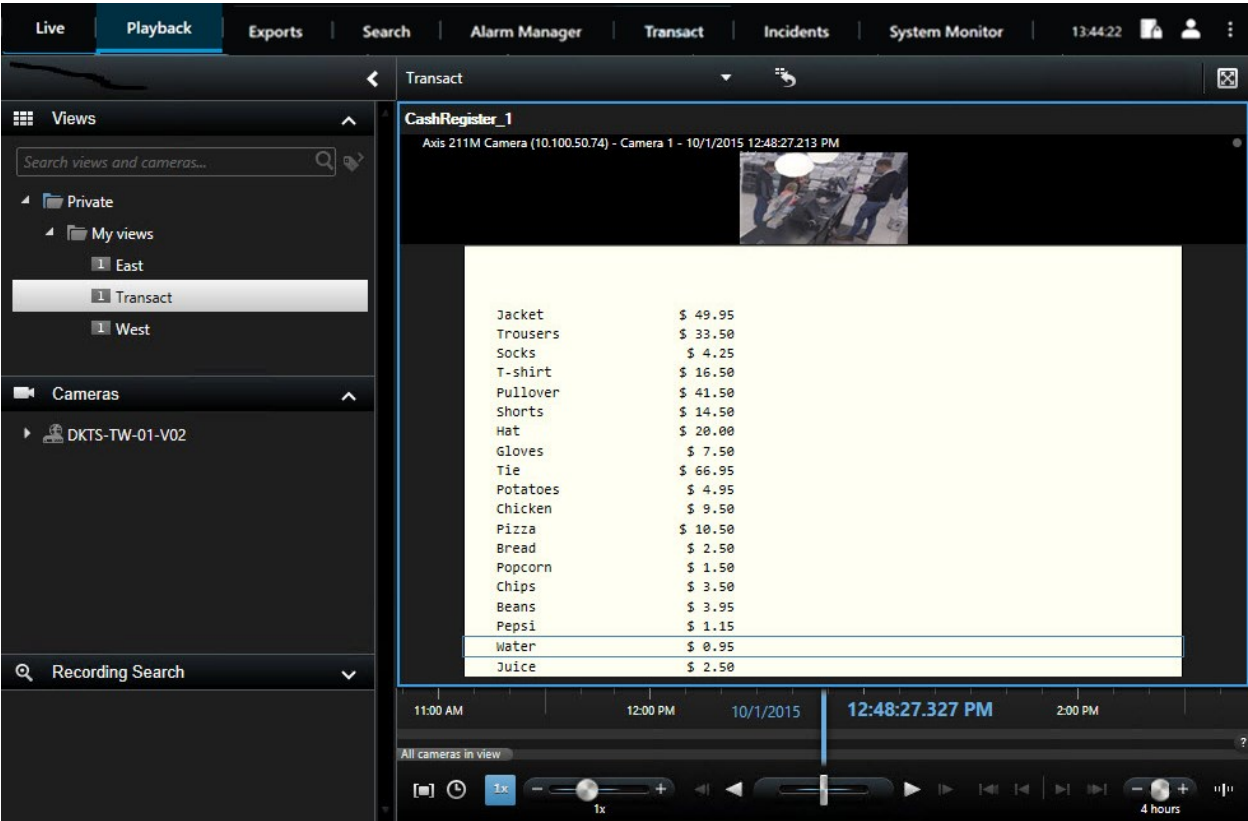 Live Playback Exports Search Alarm Manager Transact Incidents System Monitor 13:44:22
Transact
Views
Search views and cameras...
Private
My views
1 East
1 Transact
1 West
Cameras
DKTS-TW-01-V02
Recording Search
CashRegister_1
Axis 211M Camera (10.100.50.74) - Camera 1 - 10/1/2015 12:48:27.213 PM
Jacket $ 49.95
Trousers $ 33.50
Socks $ 4.25
T-shirt $ 16.50
Pullover $ 41.50
Shorts $ 14.50
Hat $ 20.00
Gloves $ 7.50
Tie $ 66.95
Potatoes $ 4.95
Chicken $ 9.50
Pizza $ 10.50
Bread $ 2.50
Popcorn $ 1.50
Chips $ 3.50
Beans $ 3.95
Pepsi $ 1.15
Water $ 0.95
Juice $ 2.50
11:00 AM 12:00 PM 10/1/2015 12:48:27.327 PM 2:00 PM
?
All cameras in view
1x
1x
4 hours